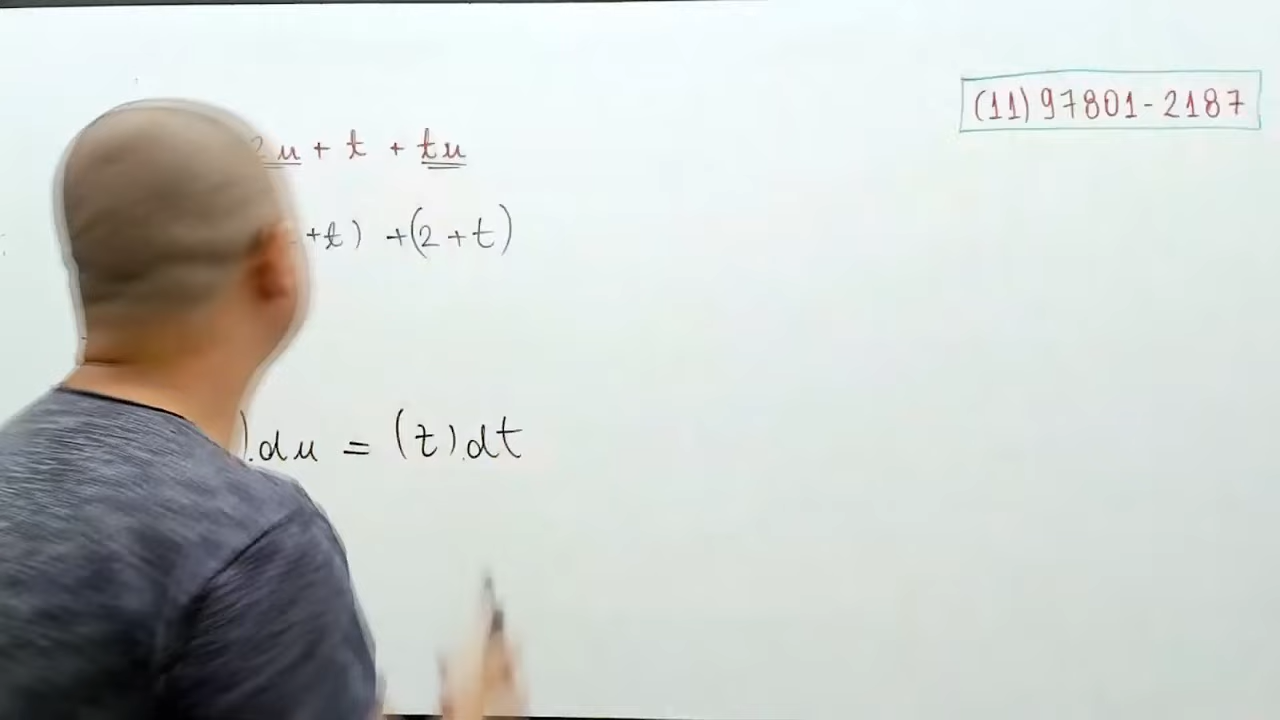 (11) 97801-2187
2u + t + tu
+t) +(2+t)
).du = (t).dt